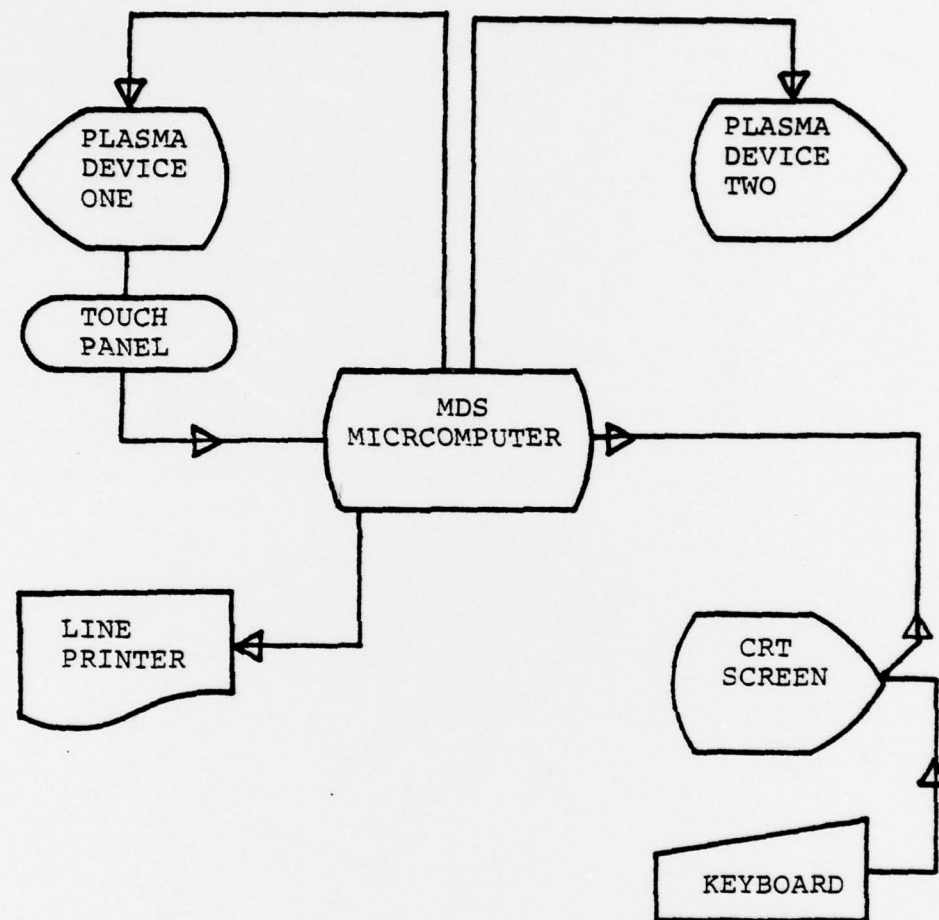 PLASMA
DEVICE
ONE
PLASMA
DEVICE
TWO
TOUCH
PANEL
MDS
MICRCOMPUTER
LINE
PRINTER
CRT
SCREEN
KEYBOARD